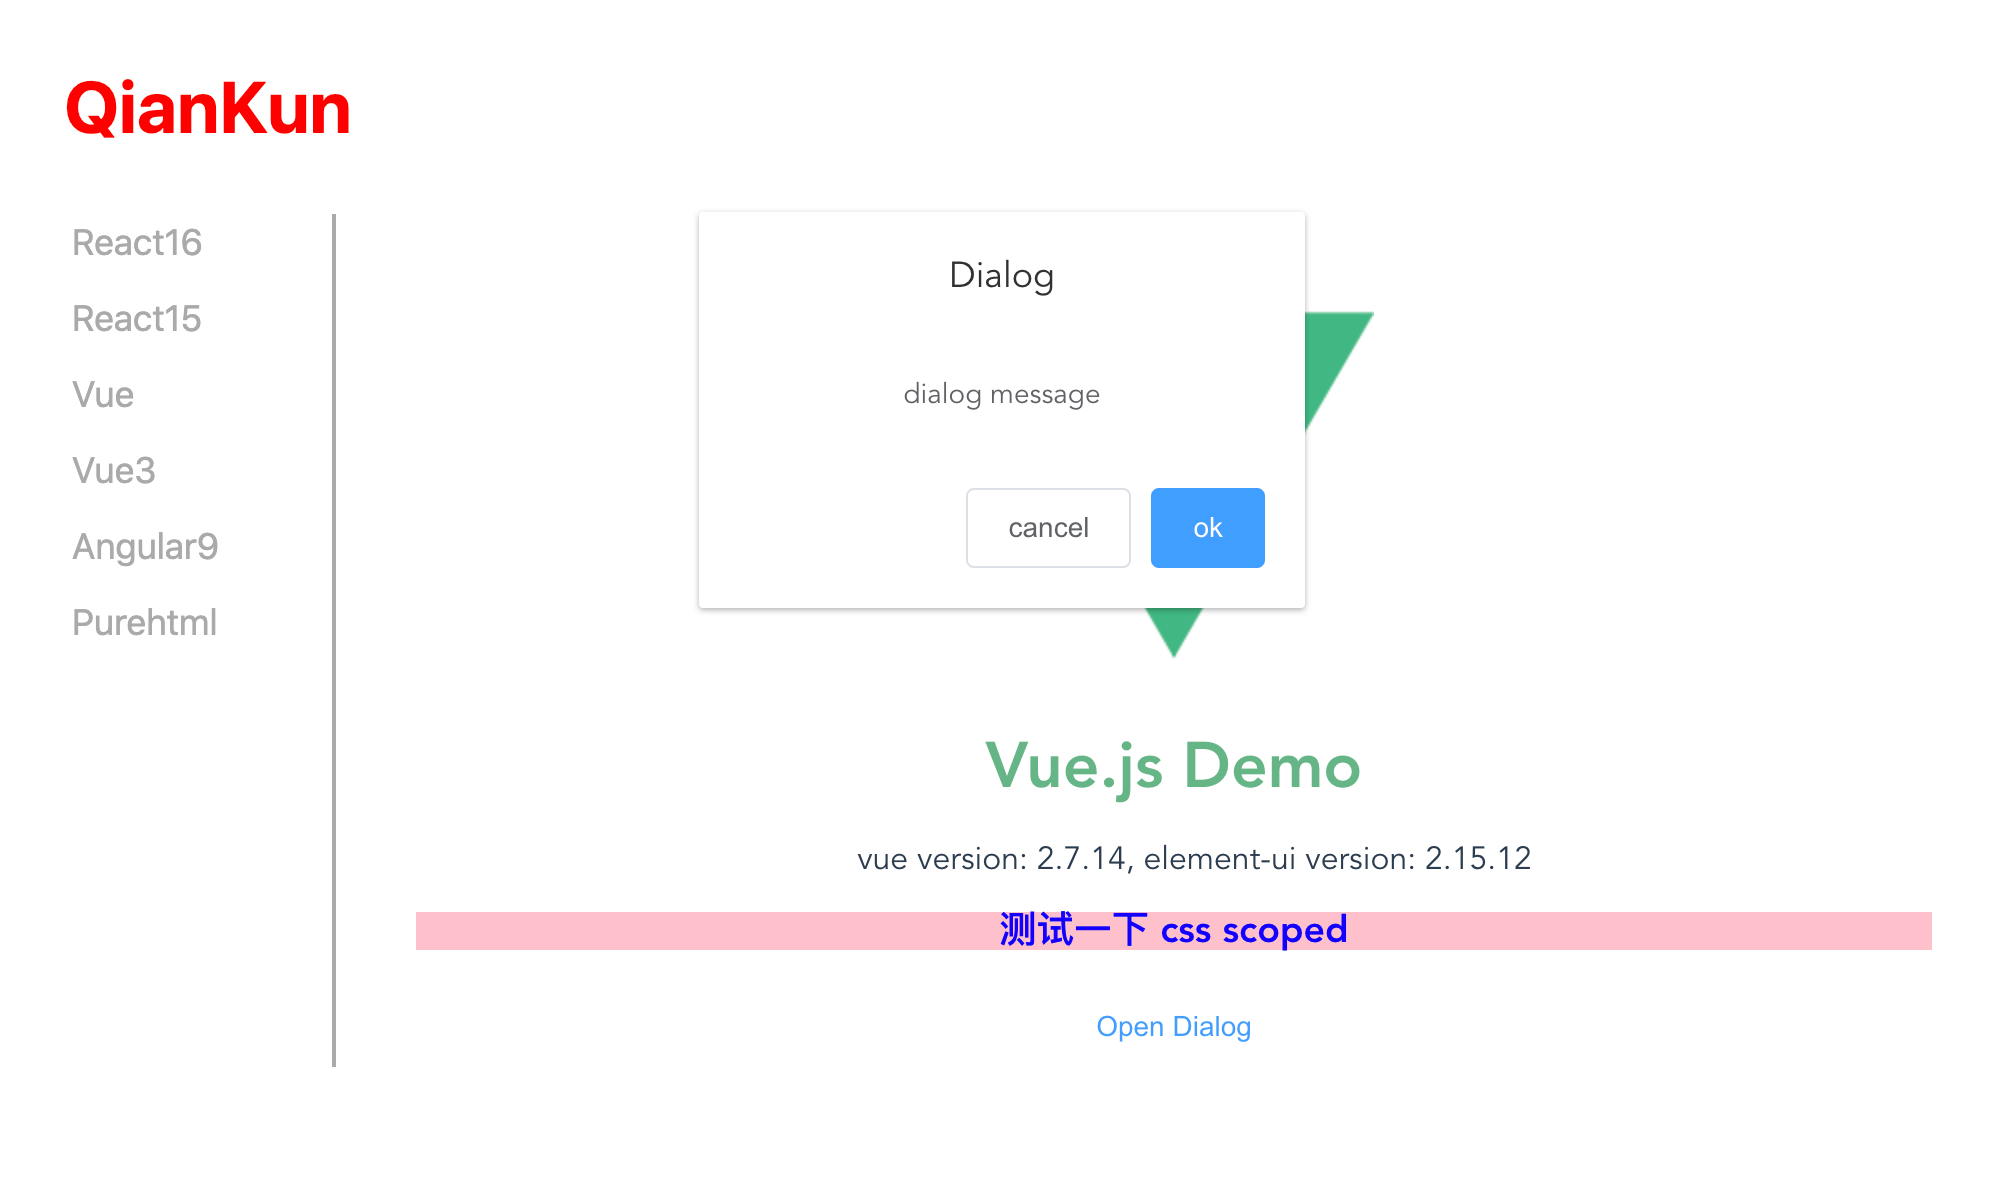 QianKun
React16
React15
Vue
Vue3
Angular9
Purehtml
Dialog
dialog message
cancel
ok
Vue.js Demo
vue version: 2.7.14, element-ui version: 2.15.12
测试一下 css scoped
Open Dialog